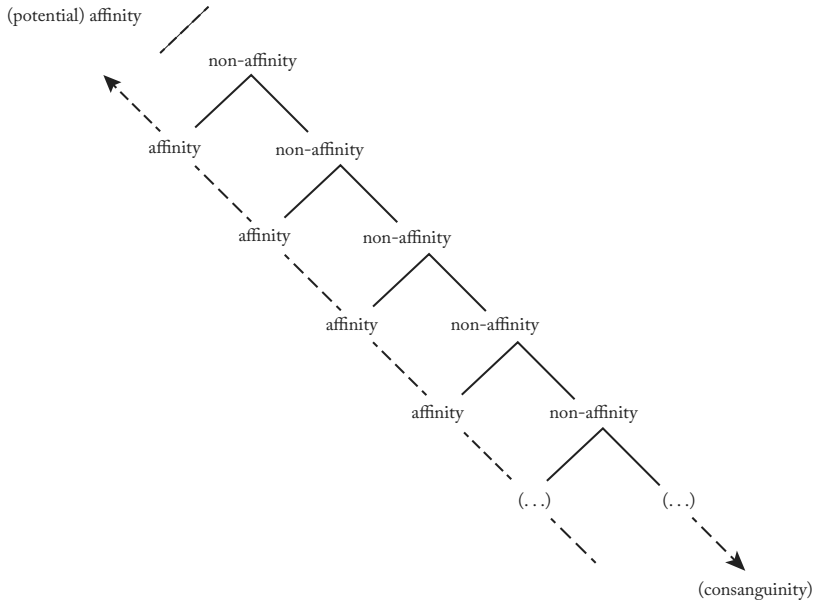 (potential) affinity
non-affinity
affinity
non-affinity
affinity
non-affinity
affinity
non-affinity
affinity
non-affinity
(. . .)
(. . .)
(consanguinity)